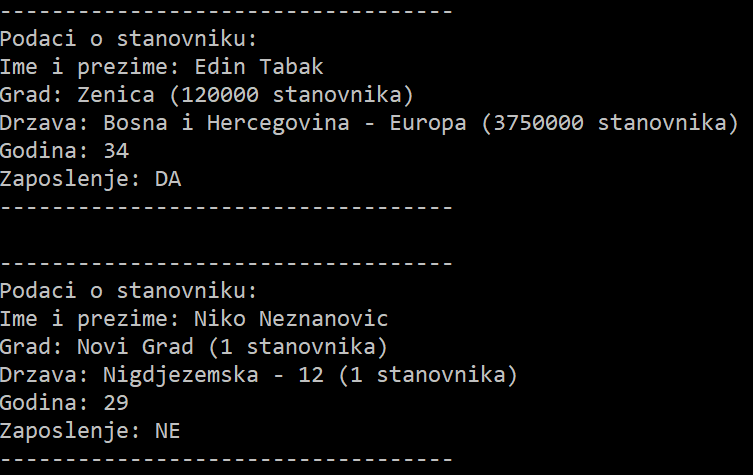 -----------------------------------
Podaci o stanovniku:
Ime i prezime: Edin Tabak
Grad: Zenica (120000 stanovnika)
Drzava: Bosna i Hercegovina - Europa (3750000 stanovnika)
Godina: 34
Zaposlenje: DA
-----------------------------------
-----------------------------------
Podaci o stanovniku:
Ime i prezime: Niko Neznanovic
Grad: Novi Grad (1 stanovnika)
Drzava: Nigdjezemska - 12 (1 stanovnika)
Godina: 29
Zaposlenje: NE
-----------------------------------